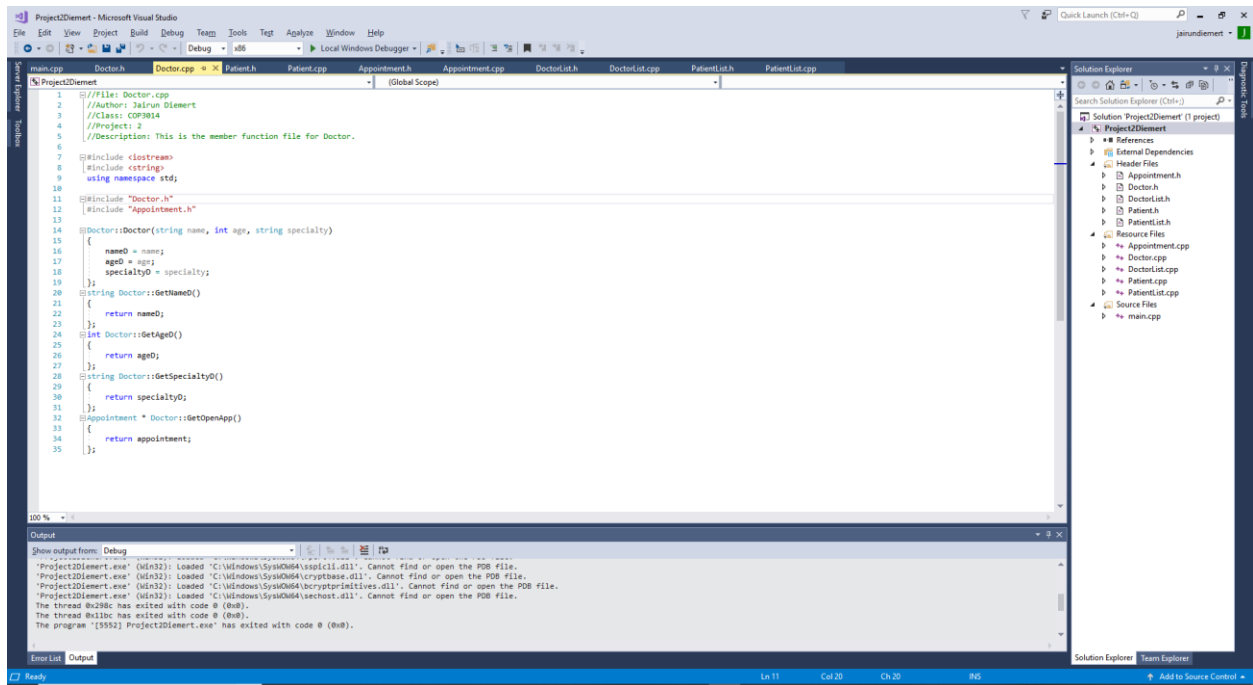 Project2Diemert - Microsoft Visual Studio
Quick Launch (Ctrl+Q)
File Edit View Project Build Debug Team Tools Test Analyze Window Help
jairundiemert
J
Debug x86 Local Windows Debugger
Server Explorer
Toolbox
main.cpp Doctor.h Doctor.cpp Patient.h Patient.cpp Appointment.h Appointment.cpp DoctorList.h DoctorList.cpp PatientList.h PatientList.cpp
Project2Diemert (Global Scope)
1 //File: Doctor.cpp
2 //Author: Jairun Diemert
3 //Class: COP3014
4 //Project: 2
5 //Description: This is the member function file for Doctor.
6
7 #include <iostream>
8 #include <string>
9 using namespace std;
10
11 #include "Doctor.h"
12 #include "Appointment.h"
13
14 Doctor::Doctor(string name, int age, string specialty)
15 {
16 nameD = name;
17 ageD = age;
18 specialtyD = specialty;
19 };
20 string Doctor::GetNameD()
21 {
22 return nameD;
23 };
24 int Doctor::GetAgeD()
25 {
26 return ageD;
27 };
28 string Doctor::GetSpecialtyD()
29 {
30 return specialtyD;
31 };
32 Appointment * Doctor::GetOpenApp()
33 {
34 return appointment;
35 };
100 %
Output
Show output from: Debug
'Project2Diemert.exe' (Win32): Loaded 'C:\Windows\SysWOW64\sspicli.dll'. Cannot find or open the PDB file.
'Project2Diemert.exe' (Win32): Loaded 'C:\Windows\SysWOW64\cryptbase.dll'. Cannot find or open the PDB file.
'Project2Diemert.exe' (Win32): Loaded 'C:\Windows\SysWOW64\bcryptprimitives.dll'. Cannot find or open the PDB file.
'Project2Diemert.exe' (Win32): Loaded 'C:\Windows\SysWOW64\sechost.dll'. Cannot find or open the PDB file.
The thread 0x298c has exited with code 0 (0x0).
The thread 0x11bc has exited with code 0 (0x0).
The program '[5552] Project2Diemert.exe' has exited with code 0 (0x0).
Error List Output
Solution Explorer
Search Solution Explorer (Ctrl+;)
Solution 'Project2Diemert' (1 project)
Project2Diemert
References
External Dependencies
Header Files
Appointment.h
Doctor.h
DoctorList.h
Patient.h
PatientList.h
Resource Files
Appointment.cpp
Doctor.cpp
DoctorList.cpp
Patient.cpp
PatientList.cpp
Source Files
main.cpp
Solution Explorer Team Explorer
Diagnostic Tools
Ready Ln 11 Col 20 Ch 20 INS Add to Source Control